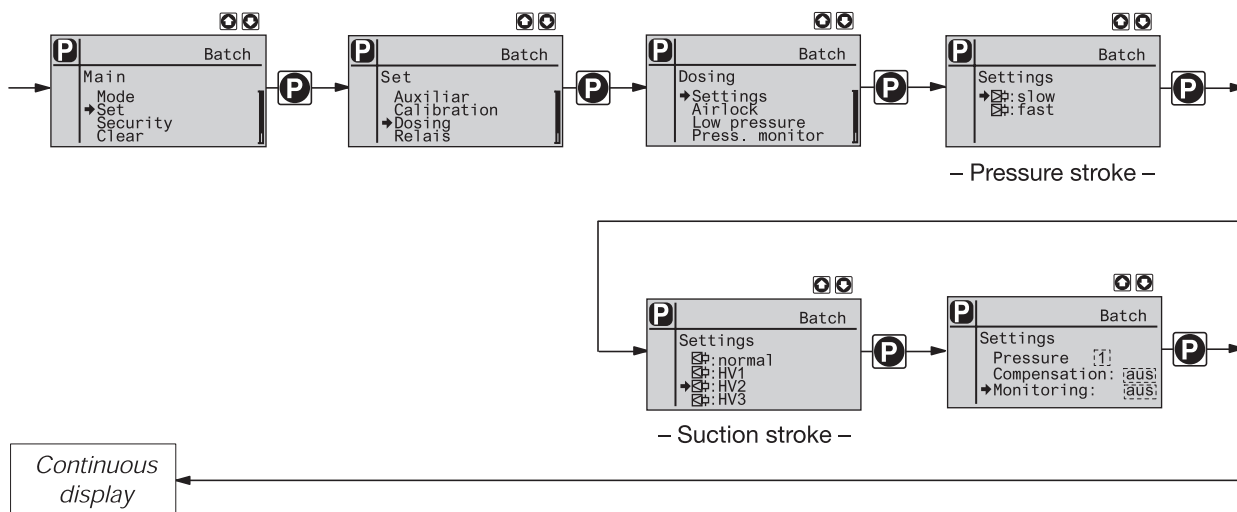 P Batch
Main
Mode
Set
Security
Clear
P
P Batch
Set
Auxiliar
Calibration
Dosing
Relais
P
P Batch
Dosing
Settings
Airlock
Low pressure
Press. monitor
P
P Batch
Settings
:slow
:fast
P
– Pressure stroke –
P Batch
Settings
:normal
:HV1
:HV2
:HV3
P
– Suction stroke –
P Batch
Settings
Pressure 1
Compensation: aus
Monitoring: aus
P
Continuous
display